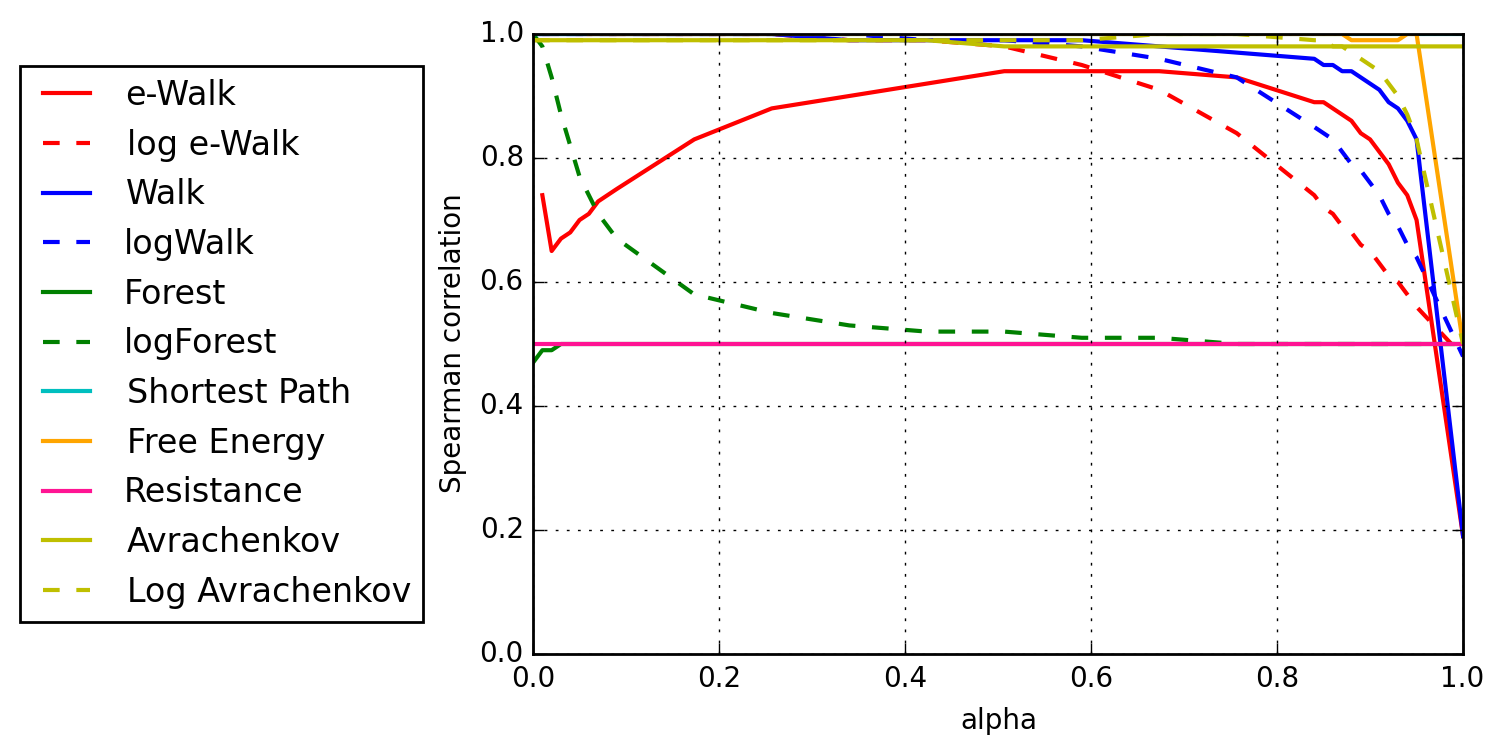 e-Walk
log e-Walk
Walk
logWalk
Forest
logForest
Shortest Path
Free Energy
Resistance
Avrachenkov
Log Avrachenkov
Spearman correlation
1.0
0.8
0.6
0.4
0.2
0.0
0.0 0.2 0.4 0.6 0.8 1.0
alpha